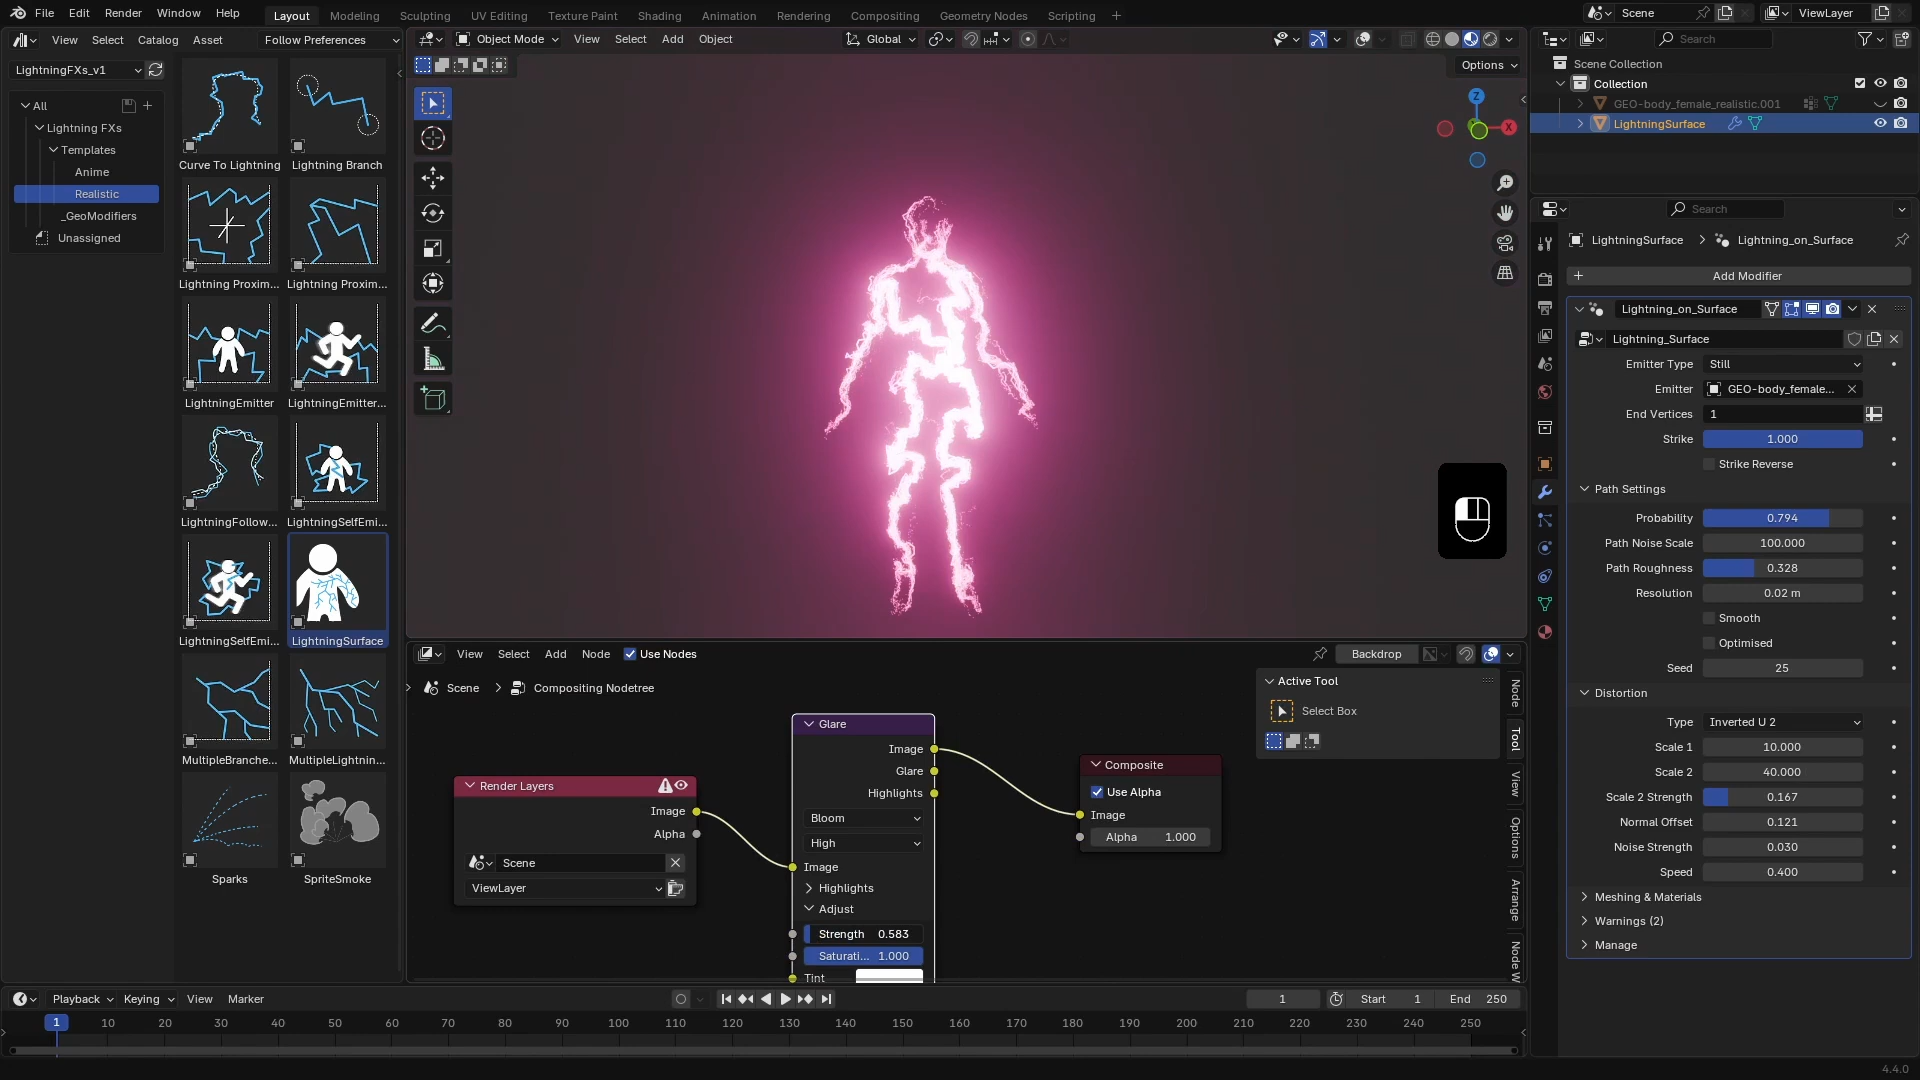 File Edit Render Window Help
Layout Modeling Sculpting UV Editing Texture Paint Shading Animation Rendering Compositing Geometry Nodes Scripting
Scene
ViewLayer
View Select Catalog Asset Follow Preferences
LightningFXs_v1
All
Lightning FXs
Templates
Anime
Realistic
_GeoModifiers
Unassigned
Curve To Lightning
Lightning Branch
Lightning Proxim...
Lightning Proxim...
LightningEmitter
LightningEmitter...
LightningFollow...
LightningSelfEmi...
LightningSelfEmi...
LightningSurface
MultipleBranche...
MultipleLightnin...
Sparks
SpriteSmoke
Object Mode View Select Add Object Global
Options
Z
X
View Select Add Node Use Nodes Backdrop
Scene Compositing Nodetree
Render Layers
Image
Alpha
Scene
ViewLayer
Glare
Image
Glare
Highlights
Bloom
High
Image
Highlights
Adjust
Strength 0.583
Saturati... 1.000
Tint
Composite
Use Alpha
Image
Alpha 1.000
Active Tool
Select Box
Node
Tool
View
Options
Arrange
Node W
Search
Scene Collection
Collection
GEO-body_female_realistic.001
LightningSurface
Search
LightningSurface Lightning_on_Surface
Add Modifier
Lightning_on_Surface
Lightning_Surface
Emitter Type Still
Emitter GEO-body_female...
End Vertices 1
Strike 1.000
Strike Reverse
Path Settings
Probability 0.794
Path Noise Scale 100.000
Path Roughness 0.328
Resolution 0.02 m
Smooth
Optimised
Seed 25
Distortion
Type Inverted U 2
Scale 1 10.000
Scale 2 40.000
Scale 2 Strength 0.167
Normal Offset 0.121
Noise Strength 0.030
Speed 0.400
Meshing & Materials
Warnings (2)
Manage
Playback Keying View Marker
1 Start 1 End 250
1 10 20 30 40 50 60 70 80 90 100 110 120 130 140 150 160 170 180 190 200 210 220 230 240 250
4.4.0